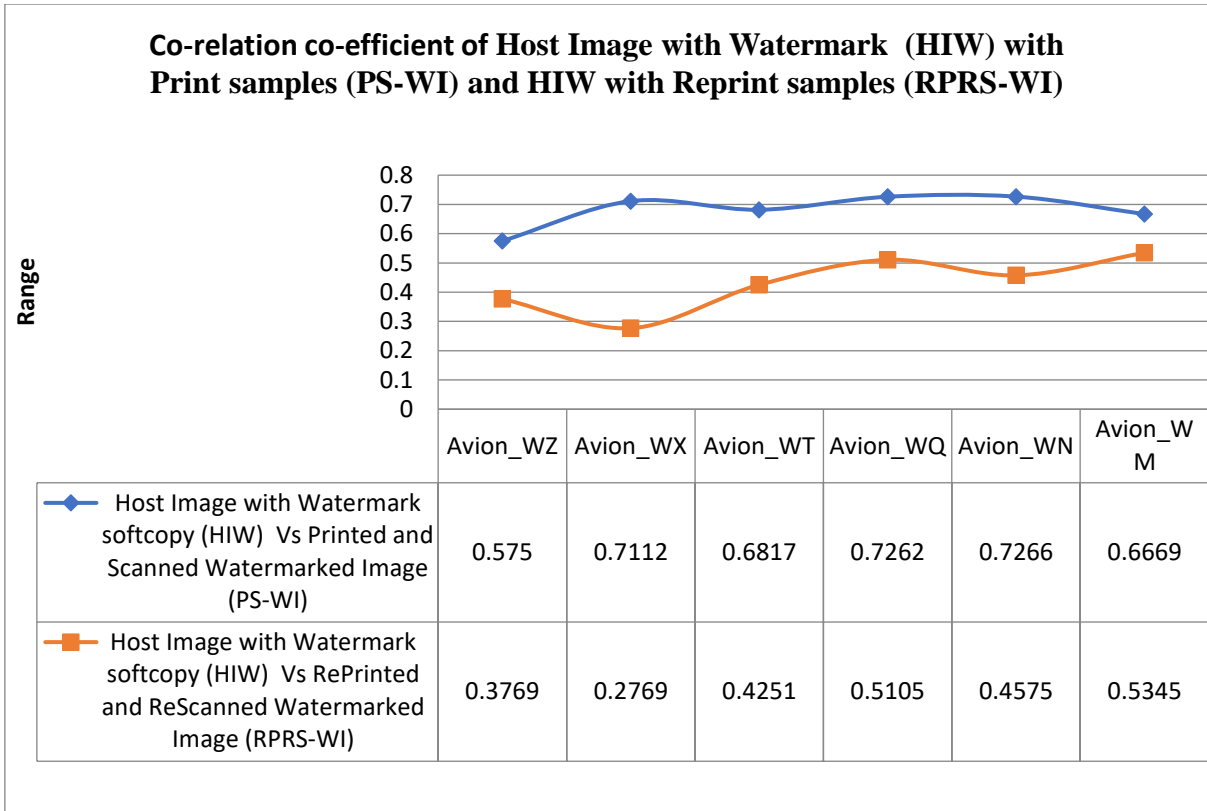 Co-relation co-efficient of Host Image with Watermark (HIW) with
Print samples (PS-WI) and HIW with Reprint samples (RPRS-WI)
Range
0.8
0.7
0.6
0.5
0.4
0.3
0.2
0.1
0
Avion_WZ Avion_WX Avion_WT Avion_WQ Avion_WN Avion_W
M
Host Image with Watermark
softcopy (HIW) Vs Printed and
Scanned Watermarked Image
(PS-WI)
0.575 0.7112 0.6817 0.7262 0.7266 0.6669
Host Image with Watermark
softcopy (HIW) Vs RePrinted
and ReScanned Watermarked
Image (RPRS-WI)
0.3769 0.2769 0.4251 0.5105 0.4575 0.5345